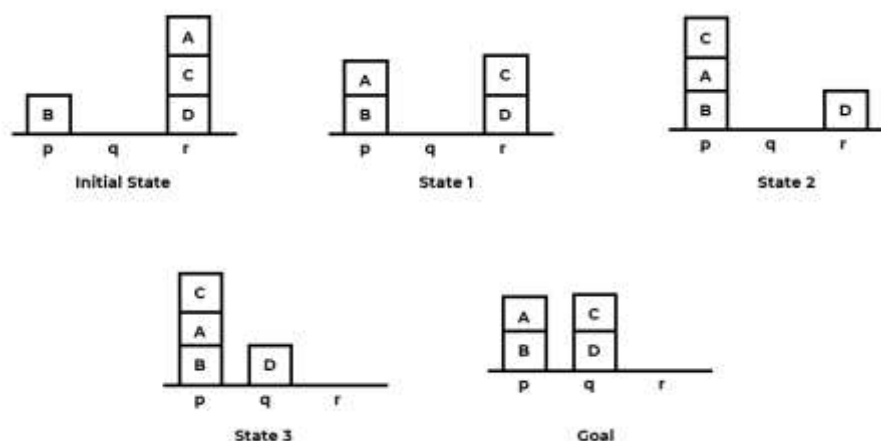 A
C
B D
p q r
Initial State
A C
B D
p q r
State 1
C
A
B D
p q r
State 2
C
A
B D
p q r
State 3
A C
B D
p q r
Goal